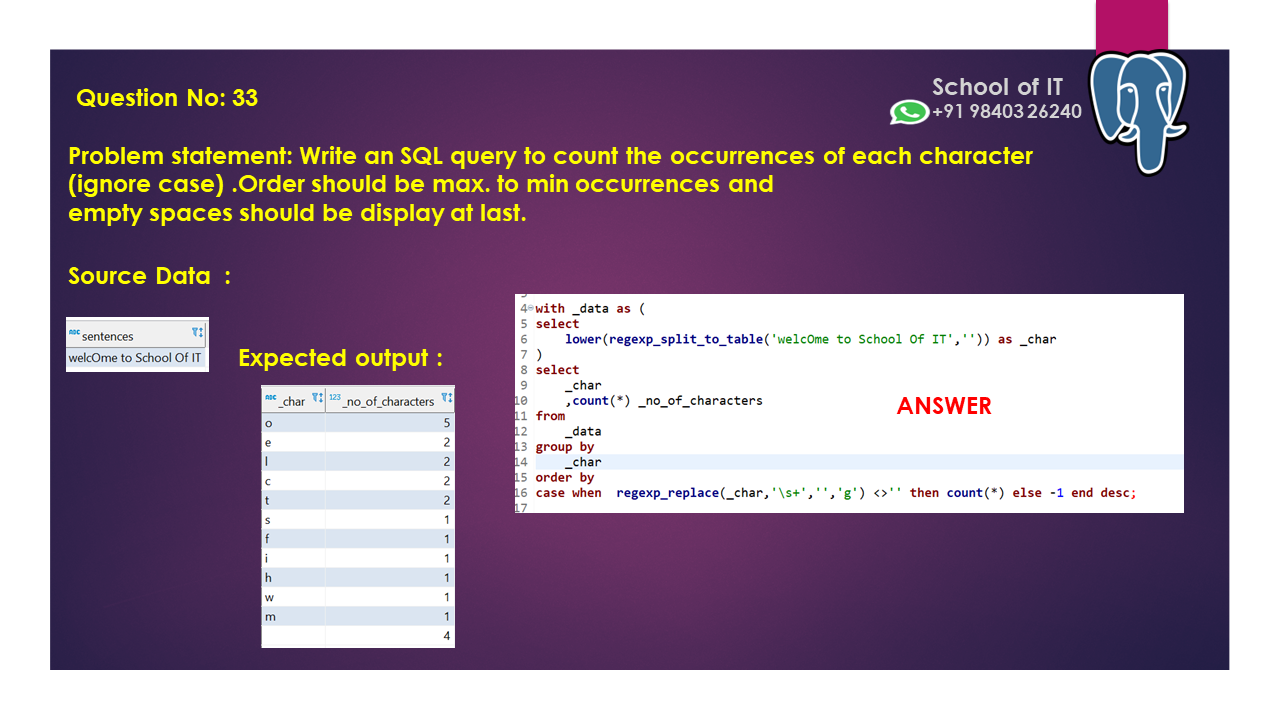 Question No: 33
School of IT
+91 98403 26240
Problem statement: Write an SQL query to count the occurrences of each character
(ignore case) .Order should be max. to min occurrences and
empty spaces should be display at last.
Source Data :
ABC sentences
welcOme to School Of IT
Expected output :
ABC _char 123 _no_of_characters
o 5
e 2
l 2
c 2
t 2
s 1
f 1
i 1
h 1
w 1
m 1
4
4 with _data as (
5 select
6 lower(regexp_split_to_table('welcOme to School Of IT','')) as _char
7 )
8 select
9 _char
10 ,count(*) _no_of_characters
11 from
12 _data
13 group by
14 _char
15 order by
16 case when regexp_replace(_char,'\s+','','g') <>'' then count(*) else -1 end desc;
17
ANSWER